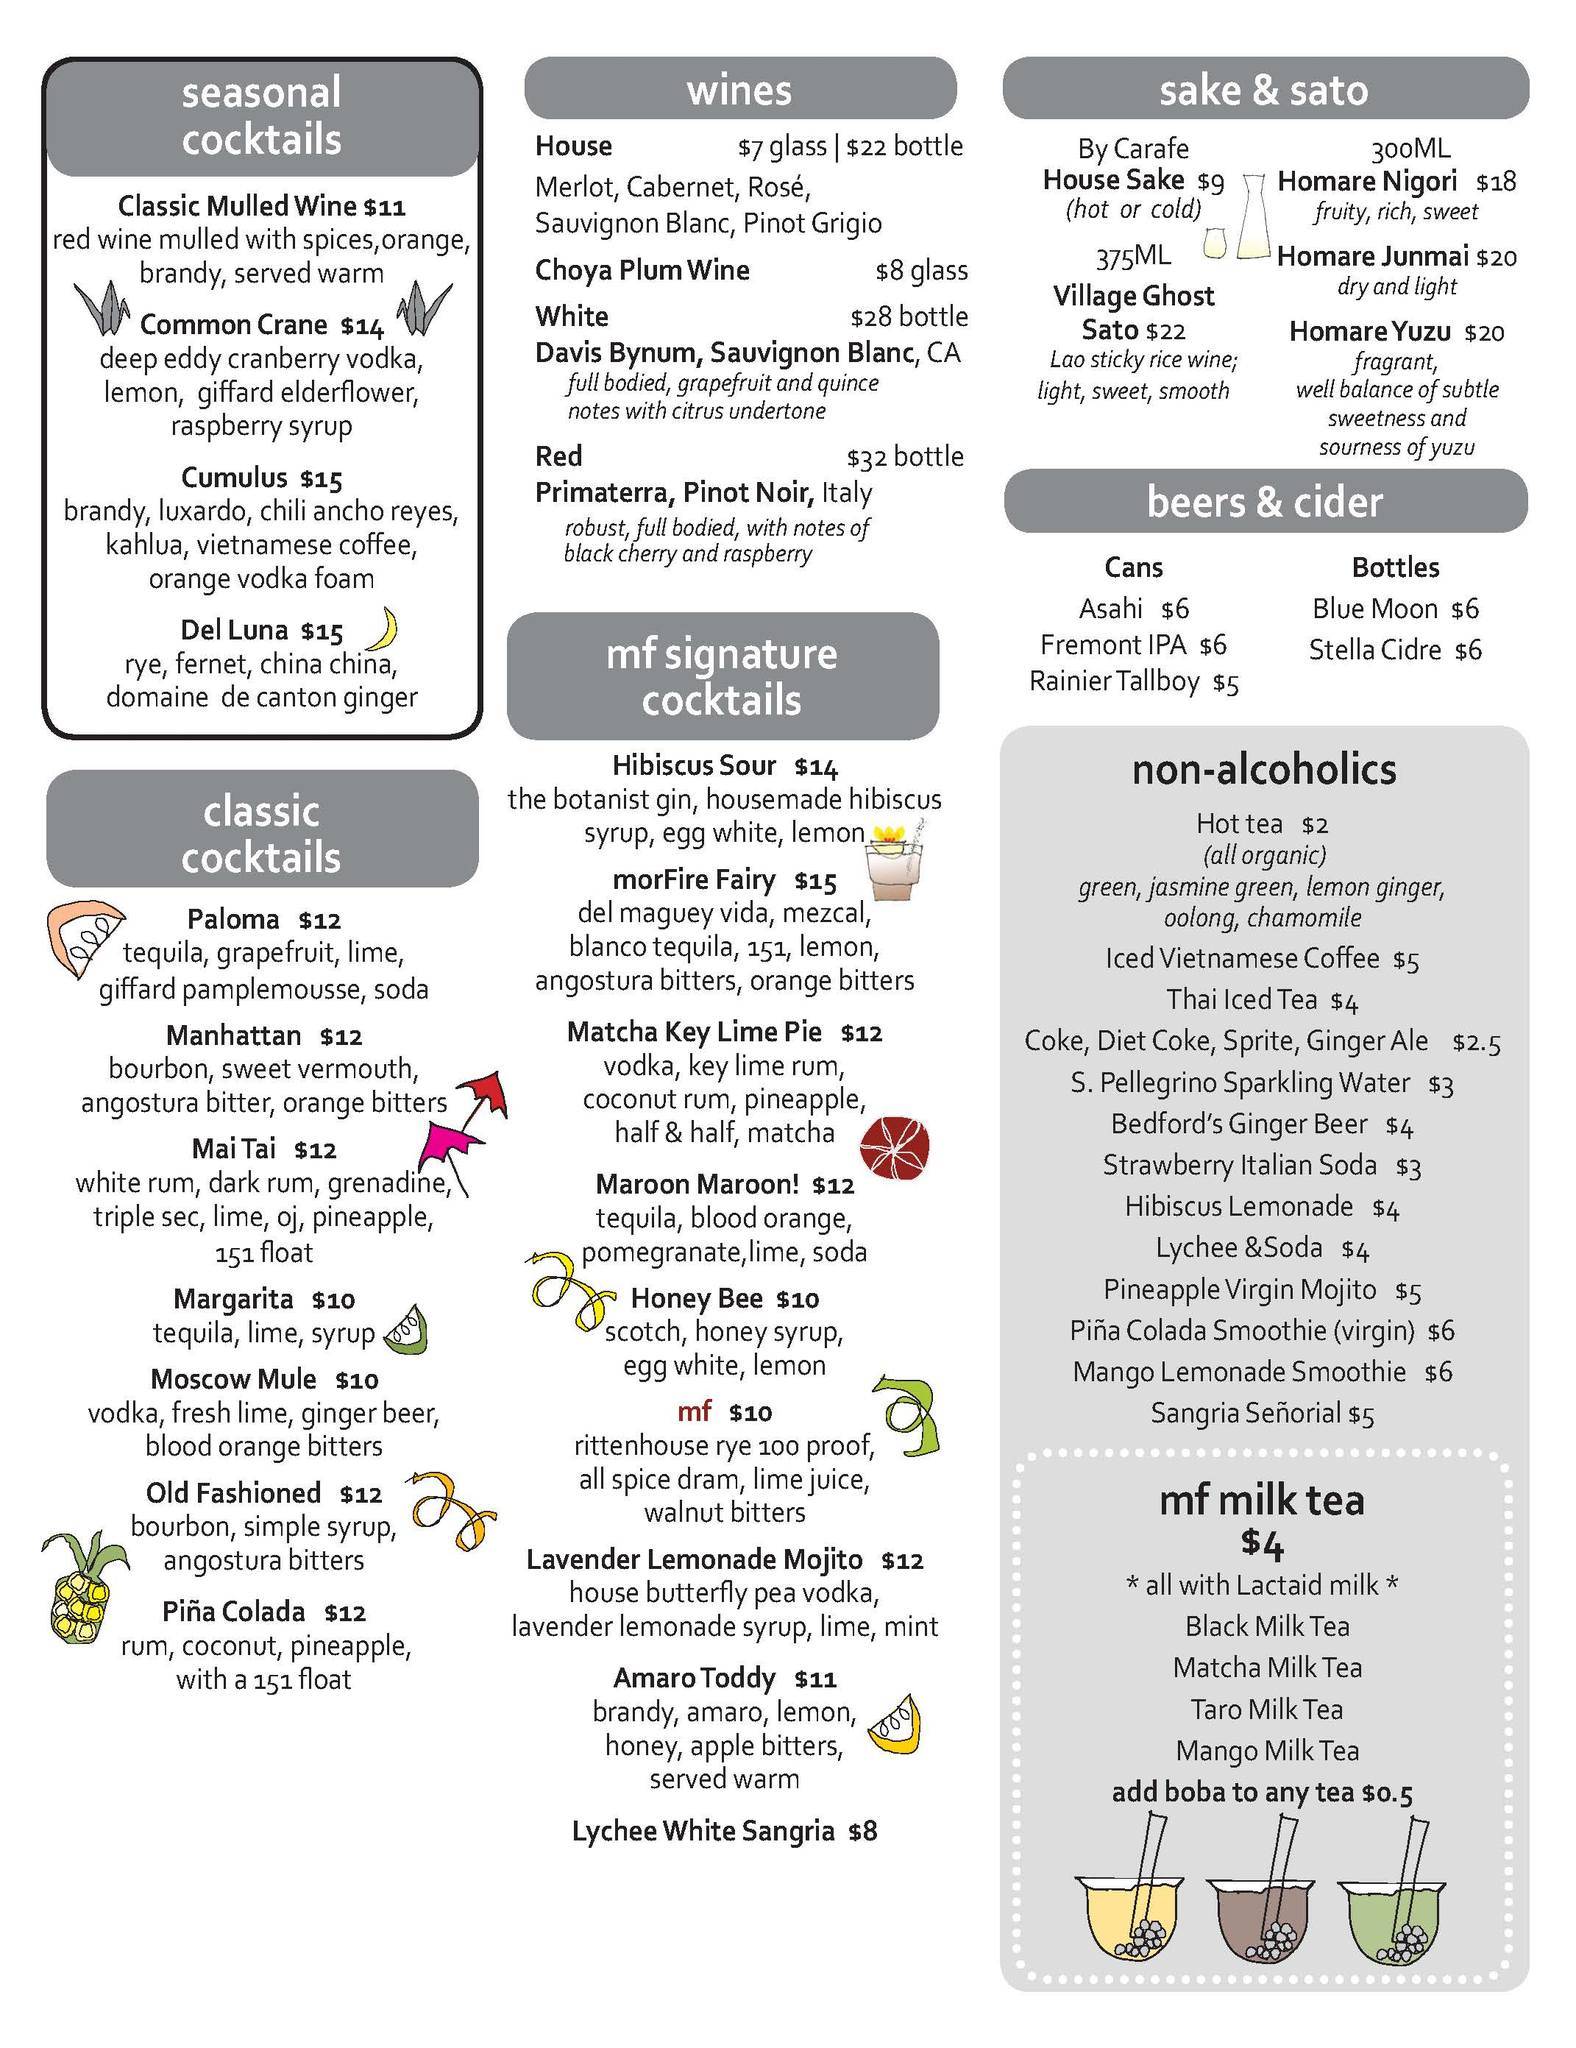 seasonal
cocktails
Classic Mulled Wine $11
red wine mulled with spices,orange,
brandy, served warm
Common Crane $14
deep eddy cranberry vodka,
lemon, giffard elderflower,
raspberry syrup
Cumulus $15
brandy, luxardo, chili ancho reyes,
kahlua, vietnamese coffee,
orange vodka foam
Del Luna $15
rye, fernet, china china,
domaine de canton ginger
classic
cocktails
Paloma $12
tequila, grapefruit, lime,
giffard pamplemousse, soda
Manhattan $12
bourbon, sweet vermouth,
angostura bitter, orange bitters
Mai Tai $12
white rum, dark rum, grenadine,
triple sec, lime, oj, pineapple,
151 float
Margarita $10
tequila, lime, syrup
Moscow Mule $10
vodka, fresh lime, ginger beer,
blood orange bitters
Old Fashioned $12
bourbon, simple syrup,
angostura bitters
Piña Colada $12
rum, coconut, pineapple,
with a 151 float
wines
House $7 glass | $22 bottle
Merlot, Cabernet, Rosé,
Sauvignon Blanc, Pinot Grigio
Choya Plum Wine $8 glass
White $28 bottle
Davis Bynum, Sauvignon Blanc, CA
full bodied, grapefruit and quince
notes with citrus undertone
Red $32 bottle
Primaterra, Pinot Noir, Italy
robust, full bodied, with notes of
black cherry and raspberry
mf signature
cocktails
Hibiscus Sour $14
the botanist gin, housemade hibiscus
syrup, egg white, lemon
morFire Fairy $15
del maguey vida, mezcal,
blanco tequila, 151, lemon,
angostura bitters, orange bitters
Matcha Key Lime Pie $12
vodka, key lime rum,
coconut rum, pineapple,
half & half, matcha
Maroon Maroon! $12
tequila, blood orange,
pomegranate,lime, soda
Honey Bee $10
scotch, honey syrup,
egg white, lemon
mf $10
rittenhouse rye 100 proof,
all spice dram, lime juice,
walnut bitters
Lavender Lemonade Mojito $12
house butterfly pea vodka,
lavender lemonade syrup, lime, mint
Amaro Toddy $11
brandy, amaro, lemon,
honey, apple bitters,
served warm
Lychee White Sangria $8
sake & sato
By Carafe
House Sake $9
(hot or cold)
375ML
Village Ghost
Sato $22
Lao sticky rice wine;
light, sweet, smooth
300ML
Homare Nigori $18
fruity, rich, sweet
Homare Junmai $20
dry and light
Homare Yuzu $20
fragrant,
well balance of subtle
sweetness and
sourness of yuzu
beers & cider
Cans
Asahi $6
Fremont IPA $6
Rainier Tallboy $5
Bottles
Blue Moon $6
Stella Cidre $6
non-alcoholics
Hot tea $2
(all organic)
green, jasmine green, lemon ginger,
oolong, chamomile
Iced Vietnamese Coffee $5
Thai Iced Tea $4
Coke, Diet Coke, Sprite, Ginger Ale $2.5
S. Pellegrino Sparkling Water $3
Bedford's Ginger Beer $4
Strawberry Italian Soda $3
Hibiscus Lemonade $4
Lychee &Soda $4
Pineapple Virgin Mojito $5
Piña Colada Smoothie (virgin) $6
Mango Lemonade Smoothie $6
Sangria Señorial $5
mf milk tea
$4
* all with Lactaid milk *
Black Milk Tea
Matcha Milk Tea
Taro Milk Tea
Mango Milk Tea
add boba to any tea $0.5